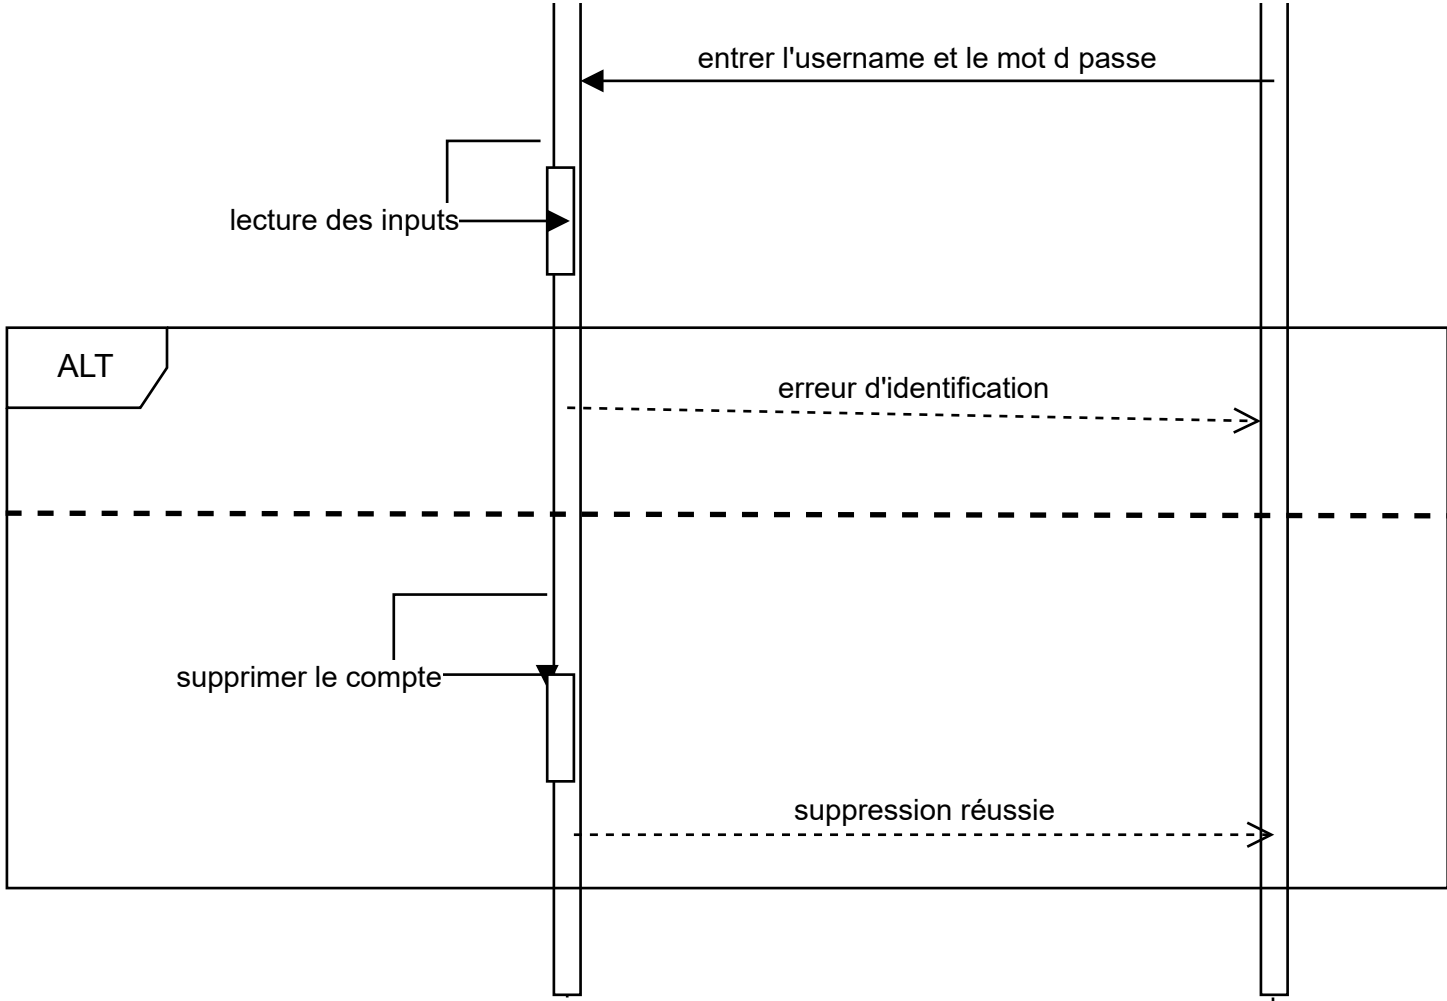 entrer l'username et le mot d passe
lecture des inputs
ALT
erreur d'identification
supprimer le compte
suppression réussie